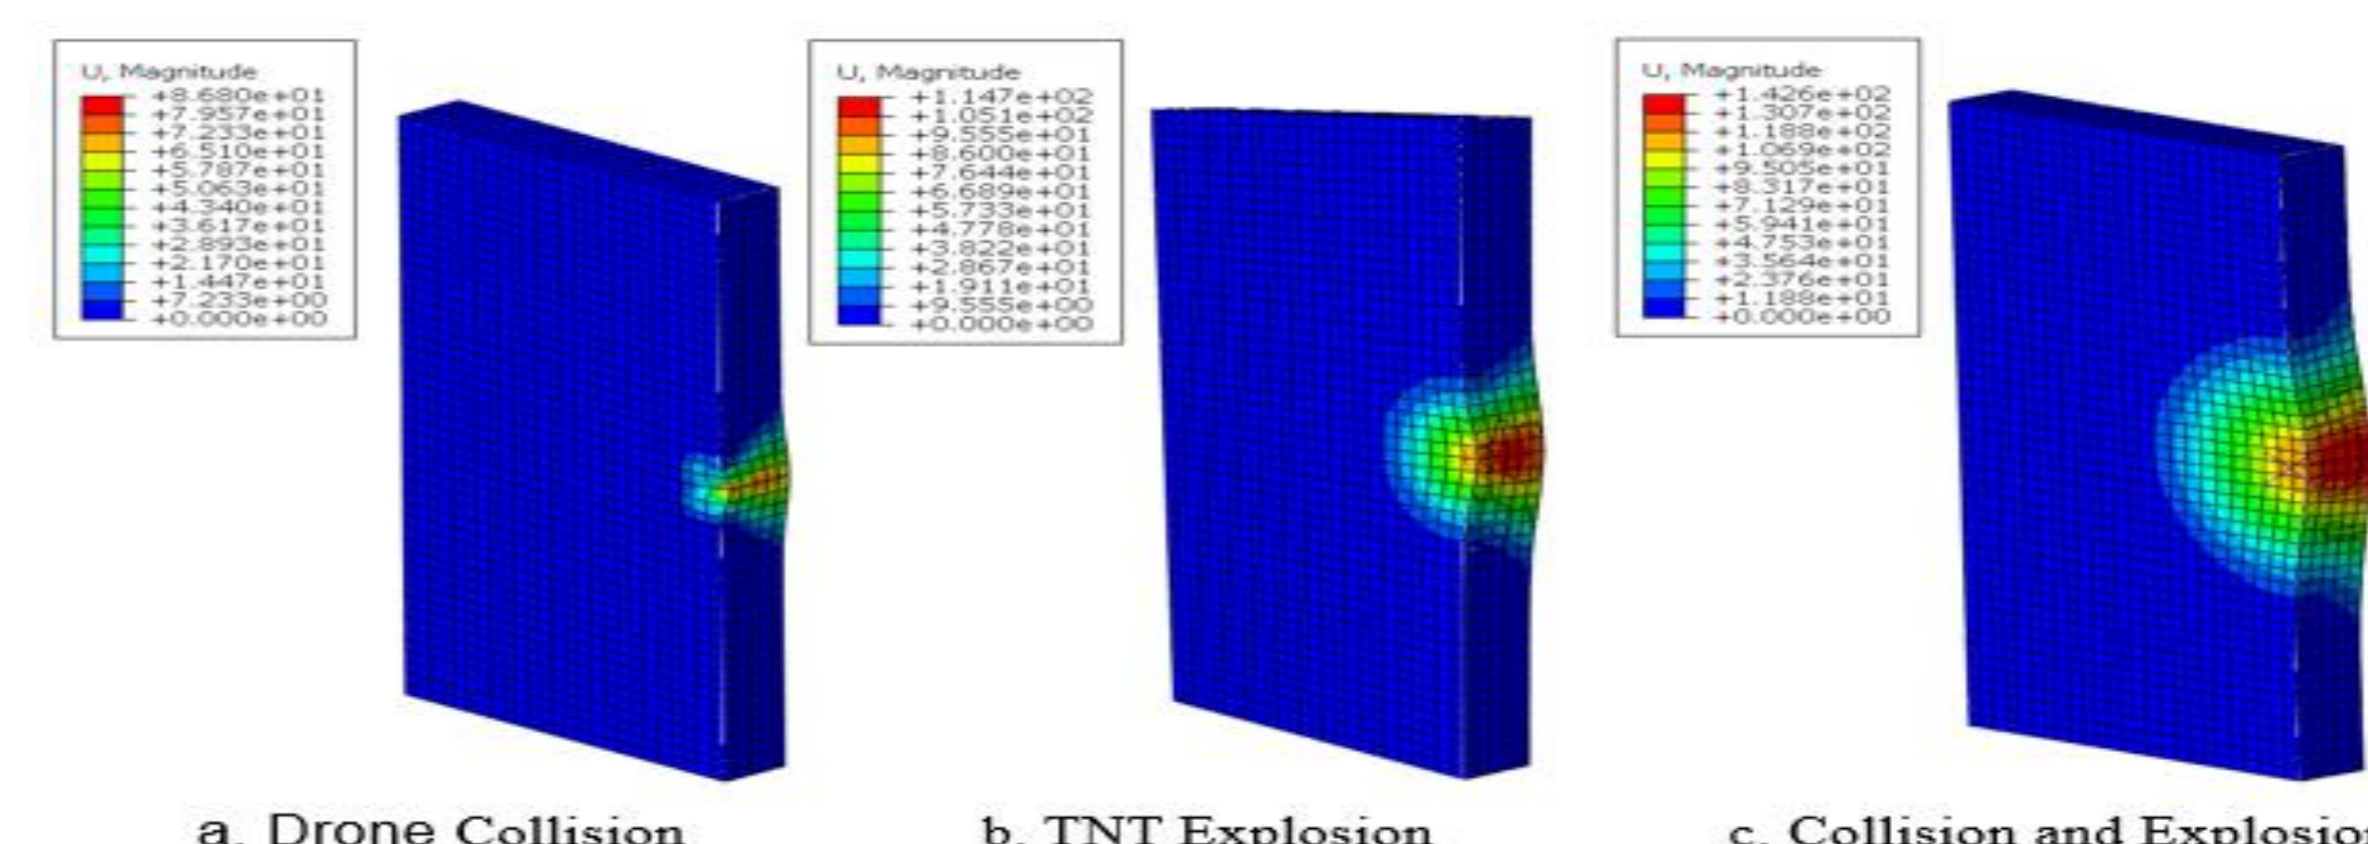 U, Magnitude
+8.680e+01
+7.957e+01
+7.233e+01
+6.510e+01
+5.787e+01
+5.063e+01
+4.340e+01
+3.617e+01
+2.893e+01
+2.170e+01
+1.447e+01
+7.233e+00
+0.000e+00
a. Drone Collision
U, Magnitude
+1.147e+02
+1.051e+02
+9.555e+01
+8.600e+01
+7.644e+01
+6.689e+01
+5.733e+01
+4.778e+01
+3.822e+01
+2.867e+01
+1.911e+01
+9.555e+00
+0.000e+00
b. TNT Explosion
U, Magnitude
+1.426e+02
+1.307e+02
+1.188e+02
+1.069e+02
+9.505e+01
+8.317e+01
+7.129e+01
+5.941e+01
+4.753e+01
+3.564e+01
+2.376e+01
+1.188e+01
+0.000e+00
c. Collision and Explosion